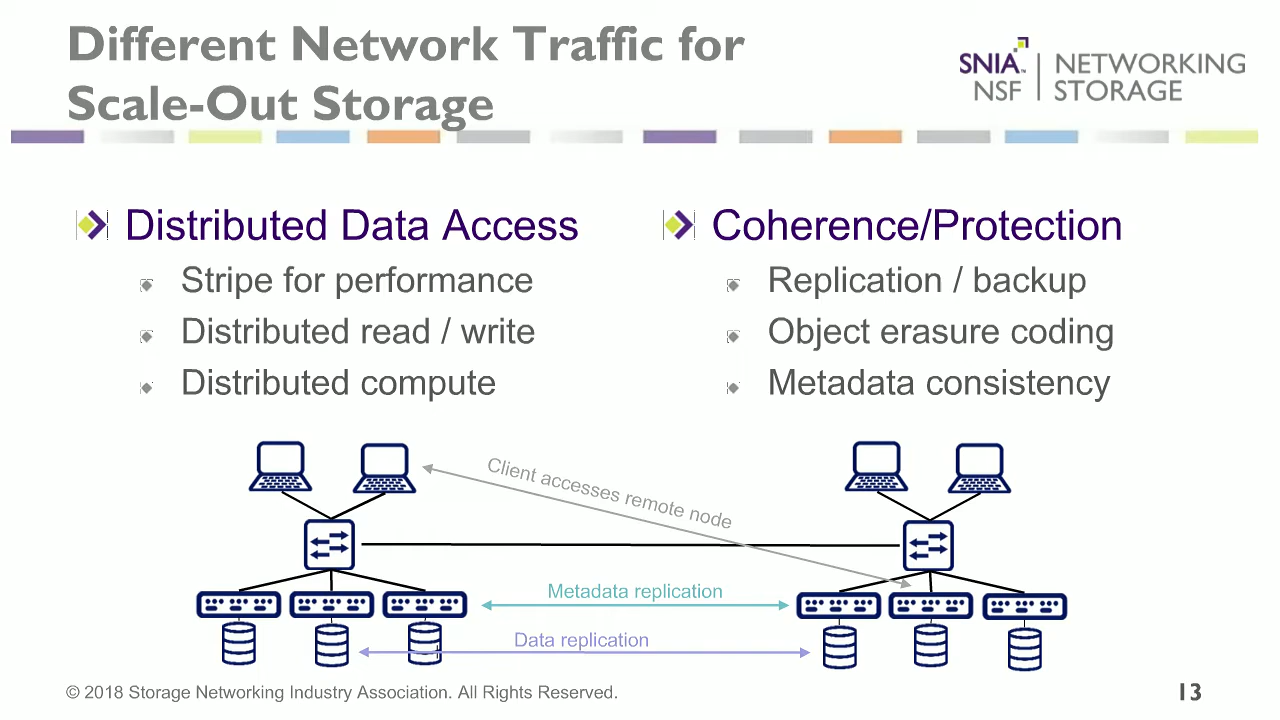 Different Network Traffic for
Scale-Out Storage
SNIA™ NSF | NETWORKING STORAGE
Distributed Data Access
Stripe for performance
Distributed read / write
Distributed compute
Coherence/Protection
Replication / backup
Object erasure coding
Metadata consistency
Client accesses remote node
Metadata replication
Data replication
© 2018 Storage Networking Industry Association. All Rights Reserved.
13